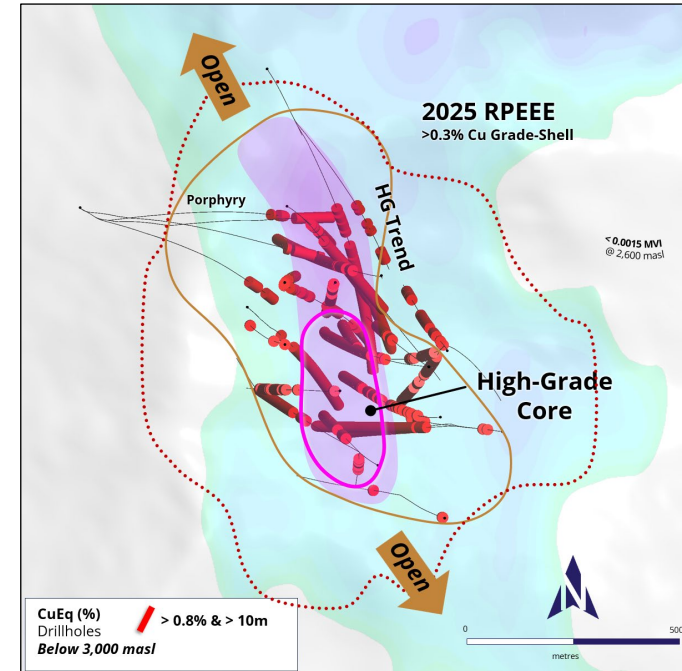 Open
2025 RPEEE
>0.3% Cu Grade-Shell
Porphyry
HG Trend
< 0.0015 MVI
@ 2,600 masl
High-Grade
Core
Open
N
CuEq (%)
Drillholes
Below 3,000 masl
> 0.8% & > 10m
0
500
metres